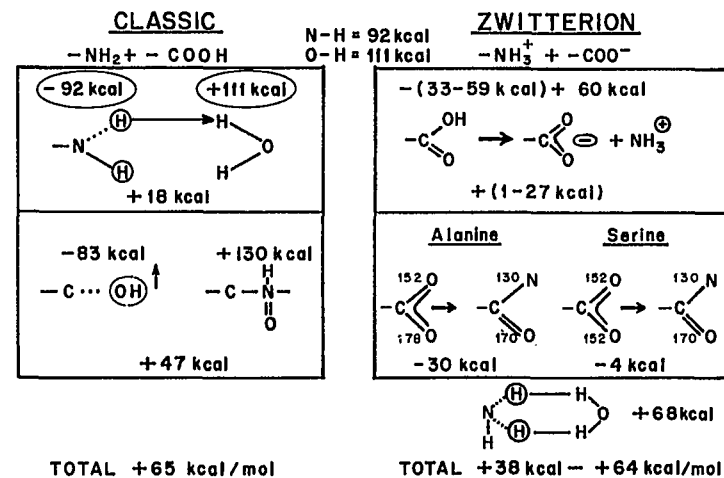 CLASSIC
–NH₂ + – COOH
N–H = 92 kcal
O–H = 111 kcal
ZWITTERION
–NH₃⁺ + –COO⁻
– 92 kcal
+111 kcal
H
H
–N
O
H
H
+ 18 kcal
–83 kcal
+130 kcal
– C ··· OH
H
– C – N –
O
+47 kcal
–(33–59 kcal) + 60 kcal
OH
O
–C
–C
⊖ + NH₃⊕
O
O
+ (1– 27 kcal)
Alanine
Serine
152 O
130 N
152 O
130 N
–C
C
–C
C
178 O
170 O
152 O
170 O
–30 kcal
–4 kcal
H
H
N
O
+68 kcal
H
H
H
TOTAL +65 kcal/mol
TOTAL +38 kcal – +64 kcal/mol